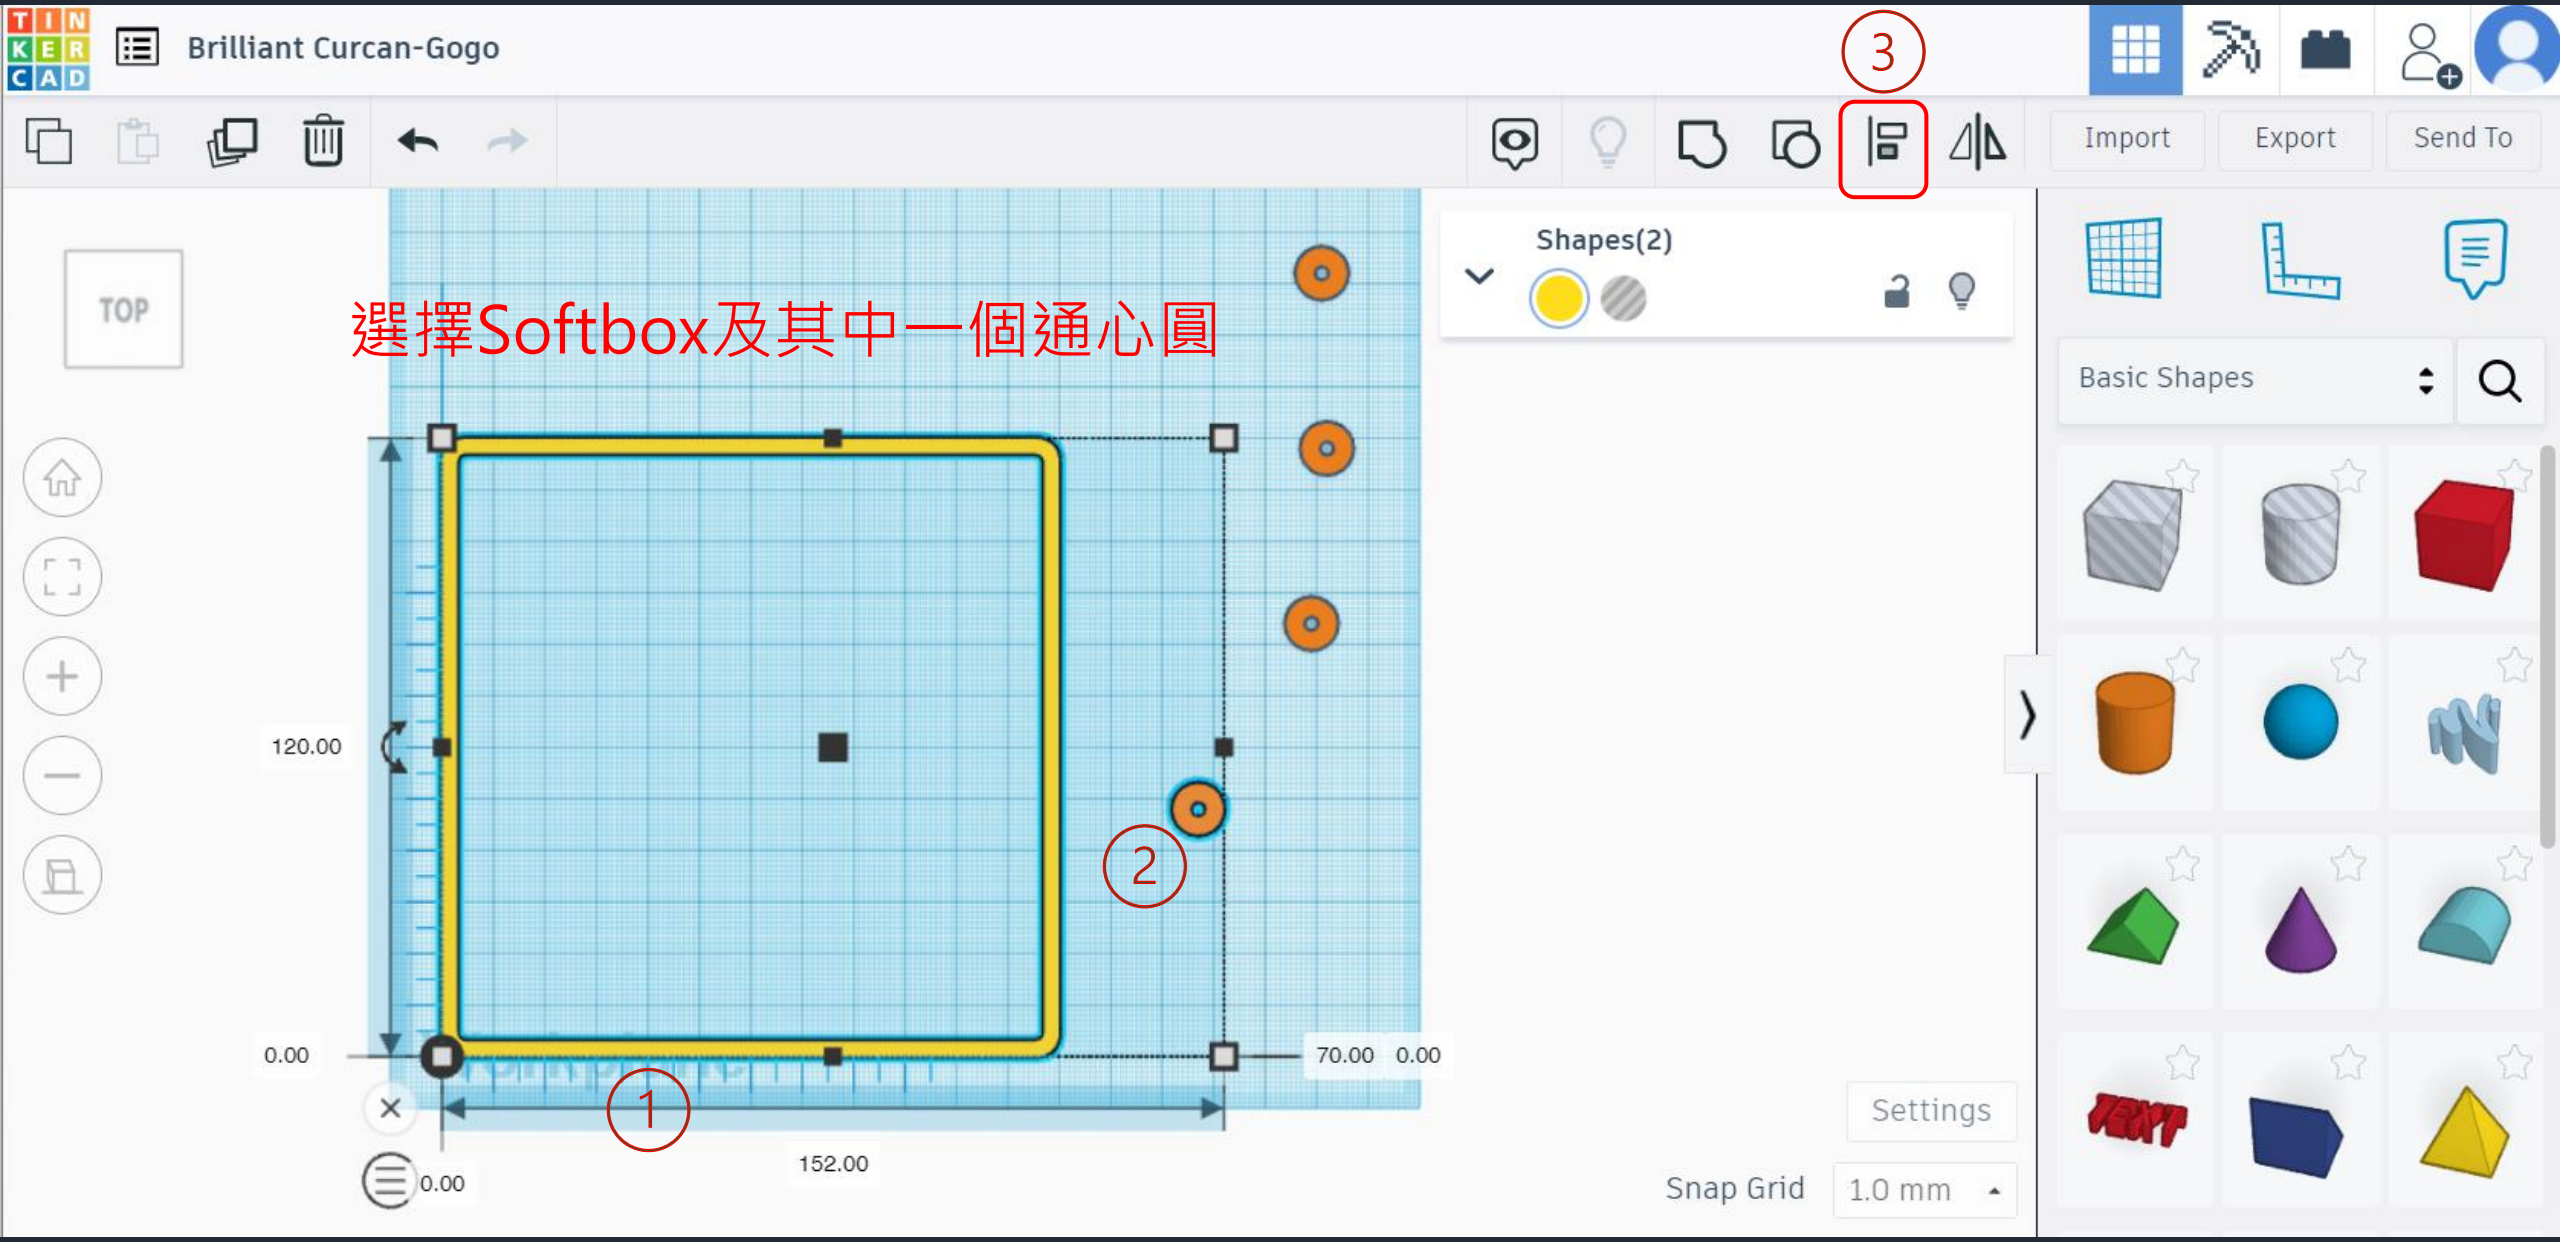 TIN
KER
CAD
Brilliant Curcan-Gogo
③
Import
Export
Send To
TOP
選擇Softbox及其中一個通心圓
Shapes(2)
Basic Shapes
120.00
②
0.00
70.00
0.00
Workplane
①
152.00
0.00
Settings
Snap Grid
1.0 mm
TEXT